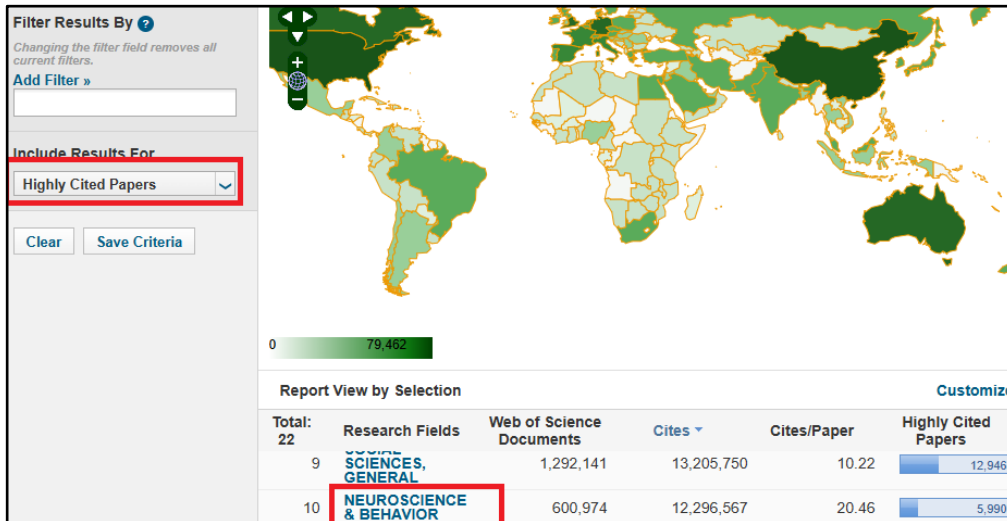 Filter Results By ?
Changing the filter field removes all
current filters.
Add Filter »
Include Results For
Highly Cited Papers
Clear
Save Criteria
0
79,462
Report View by Selection
Customize
Total:
22
Research Fields
Web of Science
Documents
Cites
Cites/Paper
Highly Cited
Papers
9
SOCIAL
SCIENCES,
GENERAL
1,292,141
13,205,750
10.22
12,946
10
NEUROSCIENCE
& BEHAVIOR
600,974
12,296,567
20.46
5,990